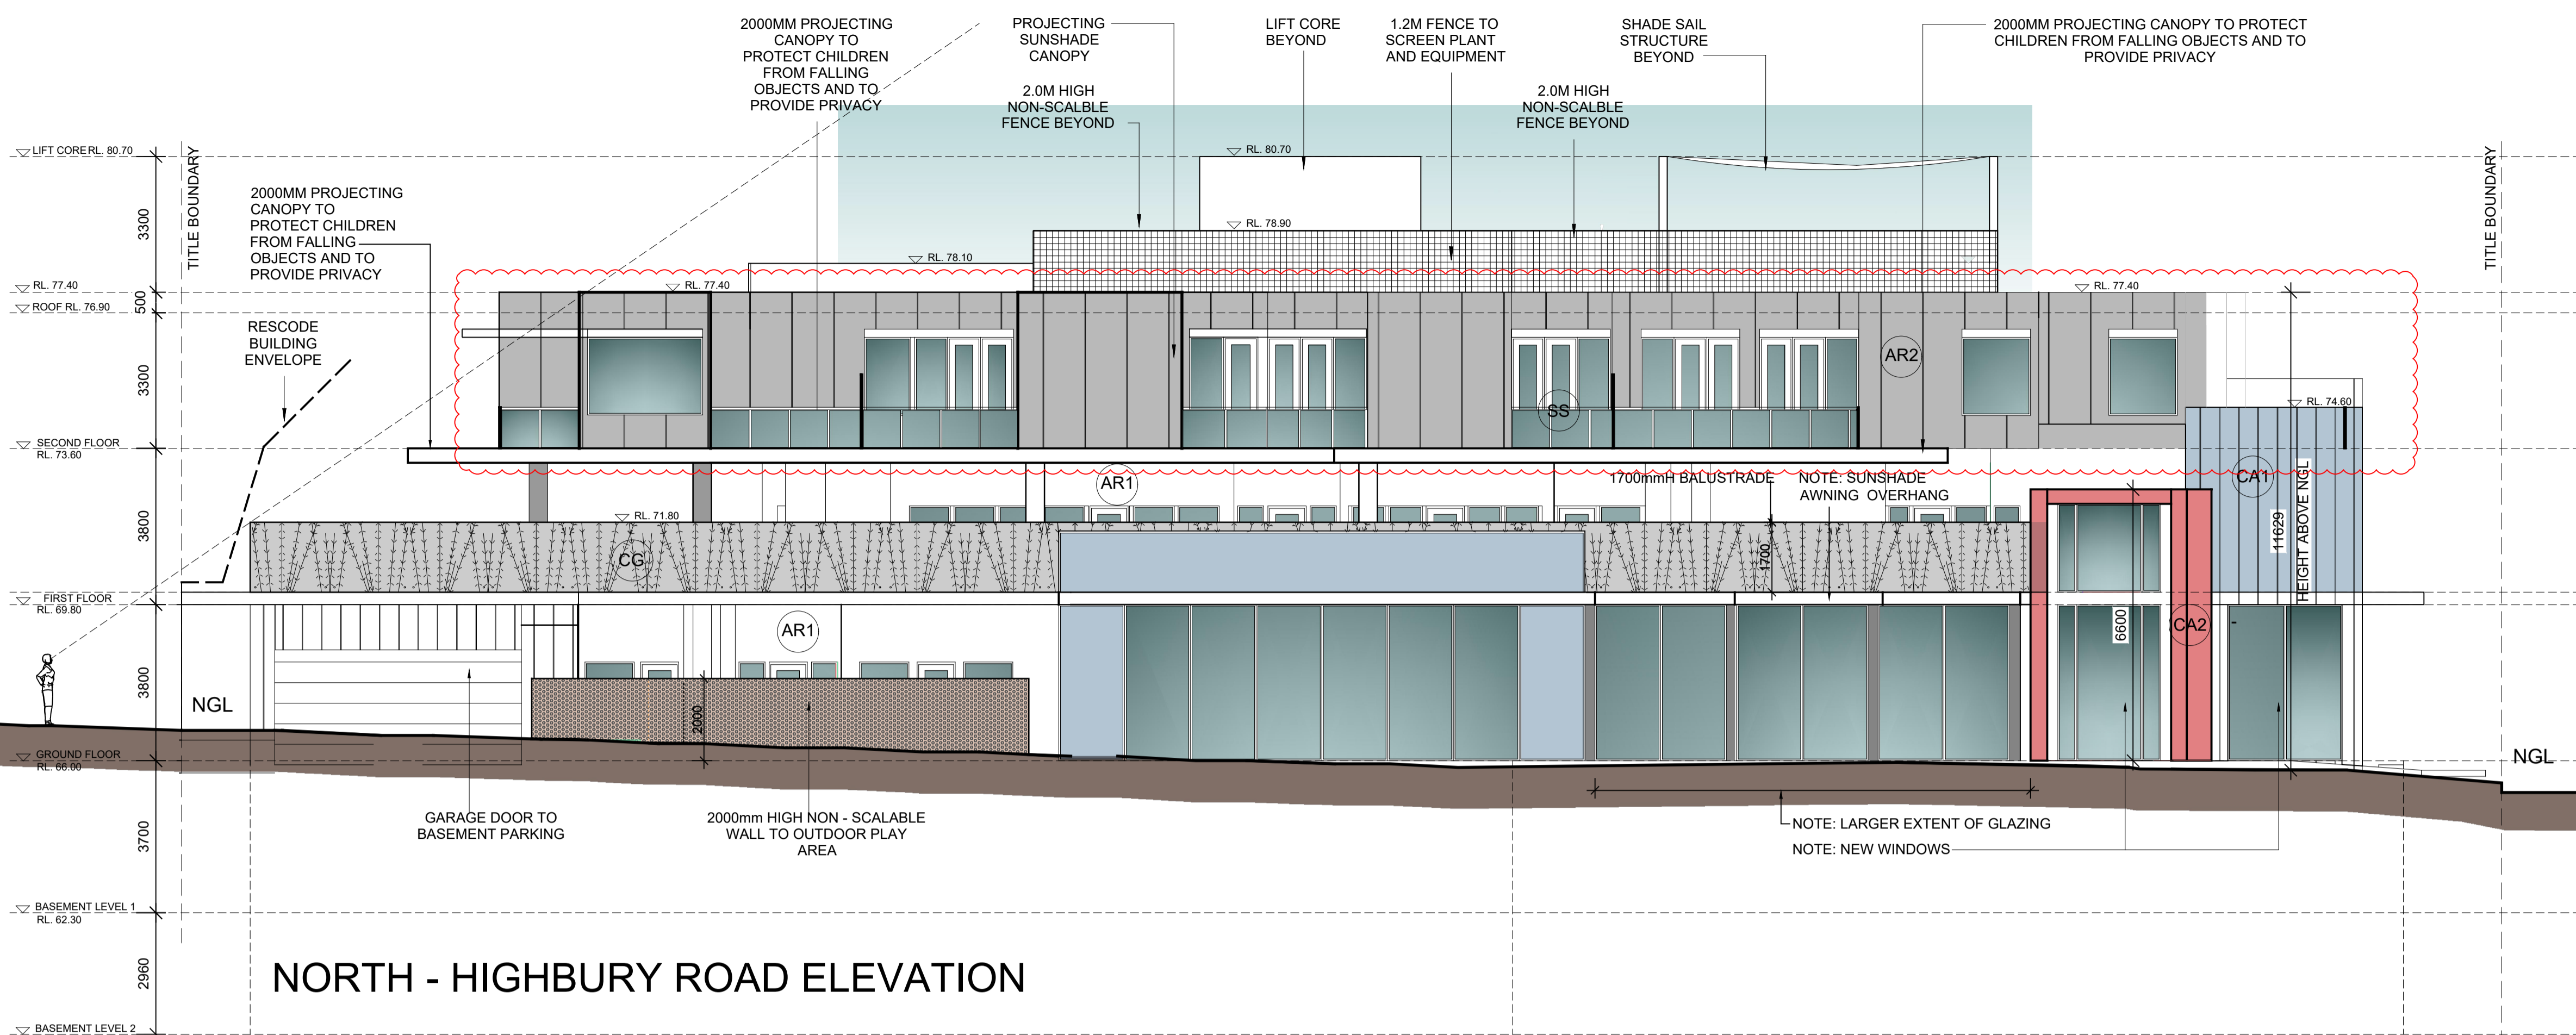 2000MM PROJECTING
CANOPY TO
PROTECT CHILDREN
FROM FALLING
OBJECTS AND TO
PROVIDE PRIVACY
PROJECTING
SUNSHADE
CANOPY
LIFT CORE
BEYOND
1.2M FENCE TO
SCREEN PLANT
AND EQUIPMENT
SHADE SAIL
STRUCTURE
BEYOND
2000MM PROJECTING CANOPY TO PROTECT
CHILDREN FROM FALLING OBJECTS AND TO
PROVIDE PRIVACY
2.0M HIGH
NON-SCALBLE
FENCE BEYOND
2.0M HIGH
NON-SCALBLE
FENCE BEYOND
LIFT CORE RL. 80.70
TITLE BOUNDARY
RL. 80.70
TITLE BOUNDARY
2000MM PROJECTING
CANOPY TO
PROTECT CHILDREN
FROM FALLING
OBJECTS AND TO
PROVIDE PRIVACY
3300
RL. 78.90
RL. 78.10
RL. 77.40
RL. 77.40
RL. 77.40
500
ROOF RL. 76.90
RESCODE
BUILDING
ENVELOPE
3300
AR2
SS
RL. 74.60
SECOND FLOOR
RL. 73.60
AR1
1700mmH BALUSTRADE
NOTE: SUNSHADE
AWNING OVERHANG
CA1
RL. 71.80
3800
CG
1700
11629
HEIGHT ABOVE NGL
FIRST FLOOR
RL. 69.80
AR1
6600
CA2
3800
NGL
2000
GROUND FLOOR
RL. 66.00
NGL
GARAGE DOOR TO
BASEMENT PARKING
2000mm HIGH NON - SCALABLE
WALL TO OUTDOOR PLAY
AREA
NOTE: LARGER EXTENT OF GLAZING
NOTE: NEW WINDOWS
3700
BASEMENT LEVEL 1
RL. 62.30
2960
NORTH - HIGHBURY ROAD ELEVATION
BASEMENT LEVEL 2